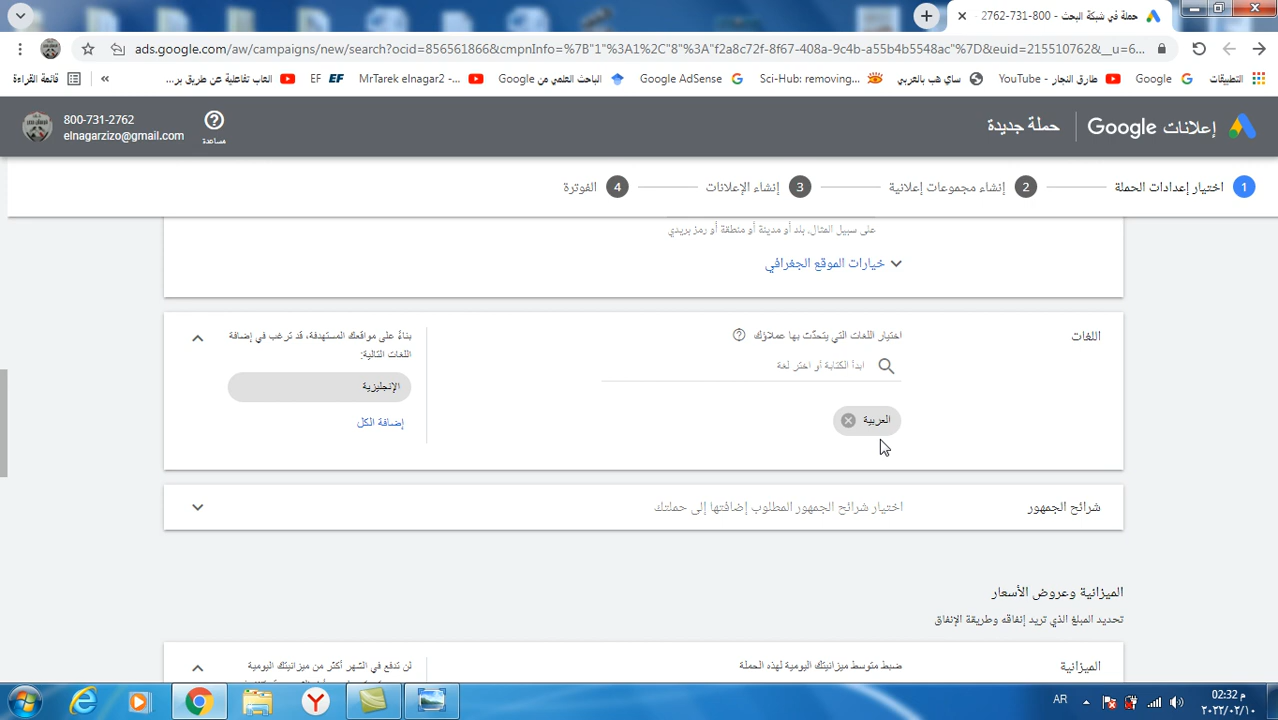 حملة في شبكة البحث - 800-731-2762
ads.google.com/aw/campaigns/new/search?ocid=856561866&cmpnInfo=%7B"1"%3A1%2C"8"%3A"f2a8c72f-8f67-408a-9c4b-a55b4b5548ac"%7D&euid=215510762&__u=6...
التطبيقات
Google
طارق النجار - YouTube
ساي هب بالعربي
Sci-Hub: removing...
Google AdSense
الباحث العلمي من Google
MrTarek elnagar2 -...
EF
العاب تفاعلية عن طريق بر...
»
قائمة القراءة
إعلانات Google
حملة جديدة
مساعدة
800-731-2762
elnagarzizo@gmail.com
1 اختيار إعدادات الحملة
2 إنشاء مجموعات إعلانية
3 إنشاء الإعلانات
4 الفوترة
على سبيل المثال، بلد أو مدينة أو منطقة أو رمز بريدي
خيارات الموقع الجغرافي
اللغات
اختيار اللغات التي يتحدّث بها عملاؤك
ابدأ الكتابة أو اختر لغة
العربية
بناءً على مواقعك المستهدفة، قد ترغب في إضافة
اللغات التالية:
الإنجليزية
إضافة الكل
شرائح الجمهور
اختيار شرائح الجمهور المطلوب إضافتها إلى حملتك
الميزانية وعروض الأسعار
تحديد المبلغ الذي تريد إنفاقه وطريقة الإنفاق
الميزانية
ضبط متوسط ميزانيتك اليومية لهذه الحملة
لن تدفع في الشهر أكثر من ميزانيتك اليومية
AR
02:32 م
٢٠٢٢/٠٢/١٠